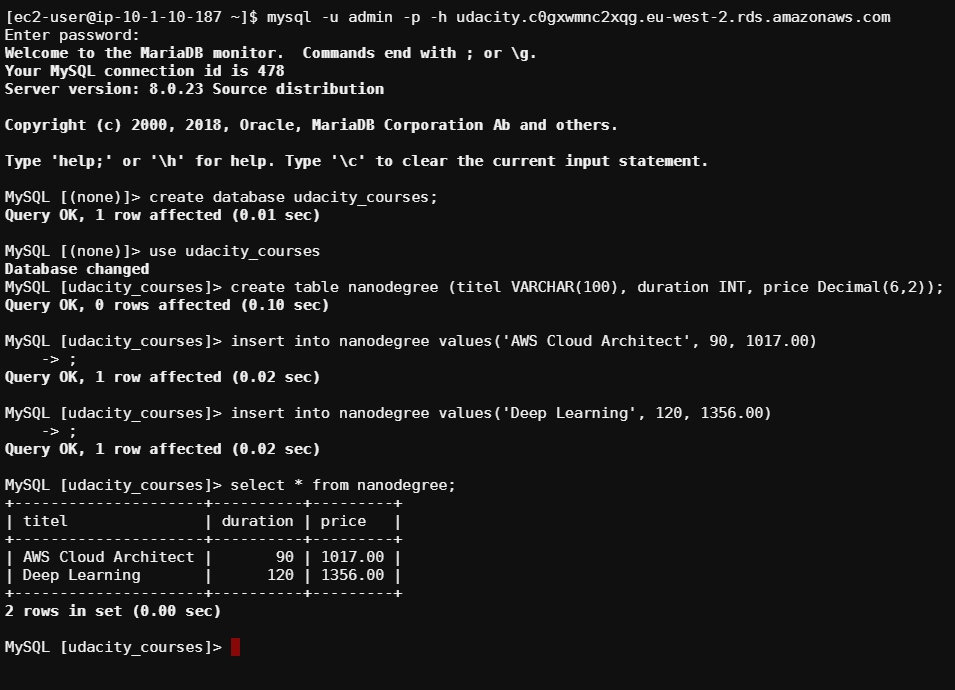 [ec2-user@ip-10-1-10-187 ~]$ mysql -u admin -p -h udacity.c0gxwmnc2xqg.eu-west-2.rds.amazonaws.com
Enter password:
Welcome to the MariaDB monitor.  Commands end with ; or \g.
Your MySQL connection id is 478
Server version: 8.0.23 Source distribution

Copyright (c) 2000, 2018, Oracle, MariaDB Corporation Ab and others.

Type 'help;' or '\h' for help. Type '\c' to clear the current input statement.

MySQL [(none)]> create database udacity_courses;
Query OK, 1 row affected (0.01 sec)

MySQL [(none)]> use udacity_courses
Database changed
MySQL [udacity_courses]> create table nanodegree (titel VARCHAR(100), duration INT, price Decimal(6,2));
Query OK, 0 rows affected (0.10 sec)

MySQL [udacity_courses]> insert into nanodegree values('AWS Cloud Architect', 90, 1017.00)
    -> ;
Query OK, 1 row affected (0.02 sec)

MySQL [udacity_courses]> insert into nanodegree values('Deep Learning', 120, 1356.00)
    -> ;
Query OK, 1 row affected (0.02 sec)

MySQL [udacity_courses]> select * from nanodegree;
+---------------------+----------+---------+
| titel               | duration | price   |
+---------------------+----------+---------+
| AWS Cloud Architect |       90 | 1017.00 |
| Deep Learning       |      120 | 1356.00 |
+---------------------+----------+---------+
2 rows in set (0.00 sec)

MySQL [udacity_courses]>